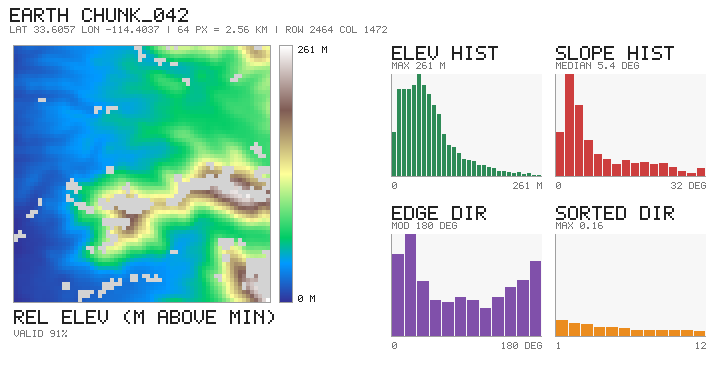 EARTH CHUNK_042
LAT 33.6057 LON -114.4037 | 64 PX = 2.56 KM | ROW 2464 COL 1472
261 M
0 M
REL ELEV (M ABOVE MIN)
VALID 91%
ELEV HIST
MAX 261 M
0 261 M
SLOPE HIST
MEDIAN 5.4 DEG
0 32 DEG
EDGE DIR
MOD 180 DEG
0 180 DEG
SORTED DIR
MAX 0.16
1 12